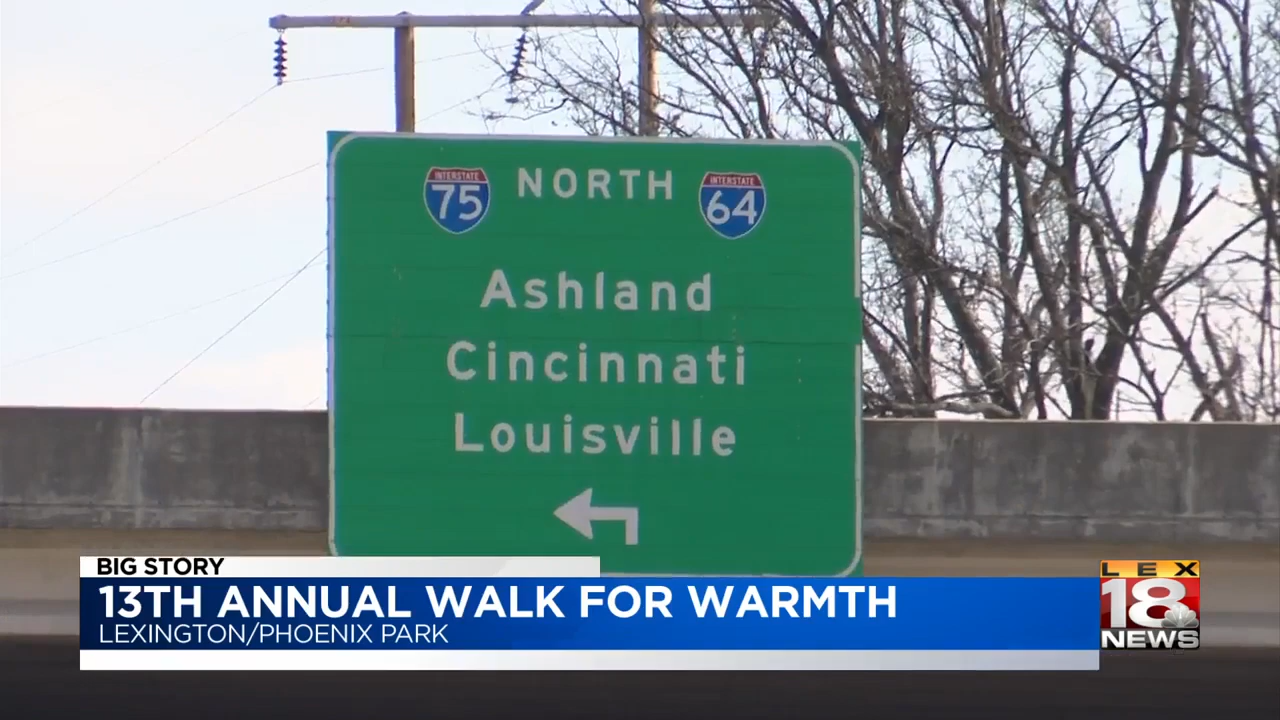 INTERSTATE
75
NORTH
INTERSTATE
64
Ashland
Cincinnati
Louisville
BIG STORY
13TH ANNUAL WALK FOR WARMTH
LEXINGTON/PHOENIX PARK
LEX
18
NEWS